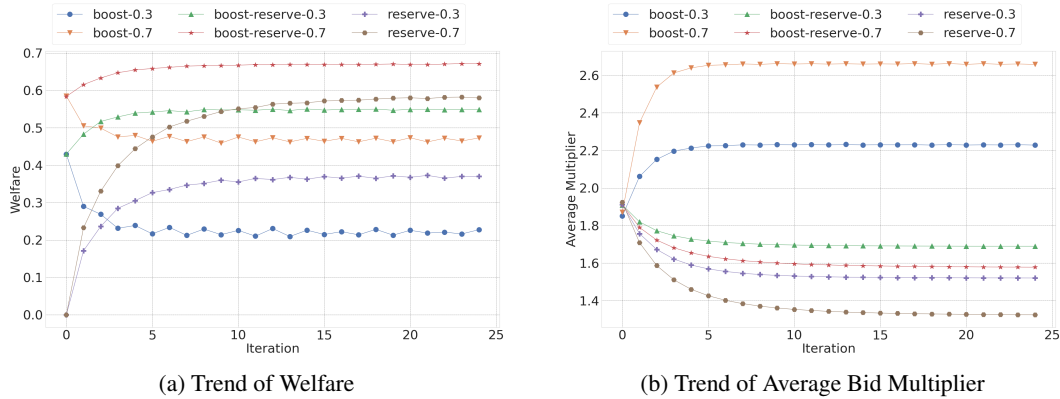 boost-0.3 boost-reserve-0.3 reserve-0.3
boost-0.7 boost-reserve-0.7 reserve-0.7
0.7
0.6
0.5
0.4
0.3
0.2
0.1
0.0
Welfare
0 5 10 15 20 25
Iteration
(a) Trend of Welfare
boost-0.3 boost-reserve-0.3 reserve-0.3
boost-0.7 boost-reserve-0.7 reserve-0.7
2.6
2.4
2.2
2.0
1.8
1.6
1.4
Average Multiplier
0 5 10 15 20 25
Iteration
(b) Trend of Average Bid Multiplier